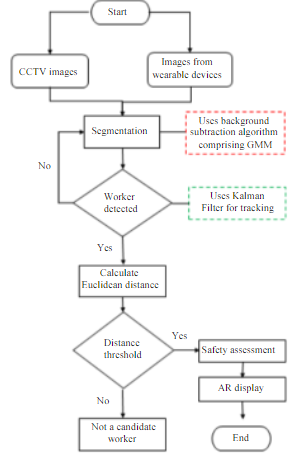 Start
CCTV images
Images from
wearable devices
Segmentation
Uses background
subtraction algorithm
comprising GMM
No
Worker
detected
Uses Kalman
Filter for tracking
Yes
Calculate
Euclidean distance
Distance
threshold
Yes
Safety assessment
AR display
No
Not a candidate
worker
End